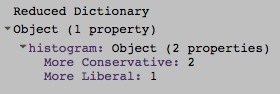 Reduced Dictionary
Object (1 property)
histogram: Object (2 properties)
More Conservative: 2
More Liberal: 1